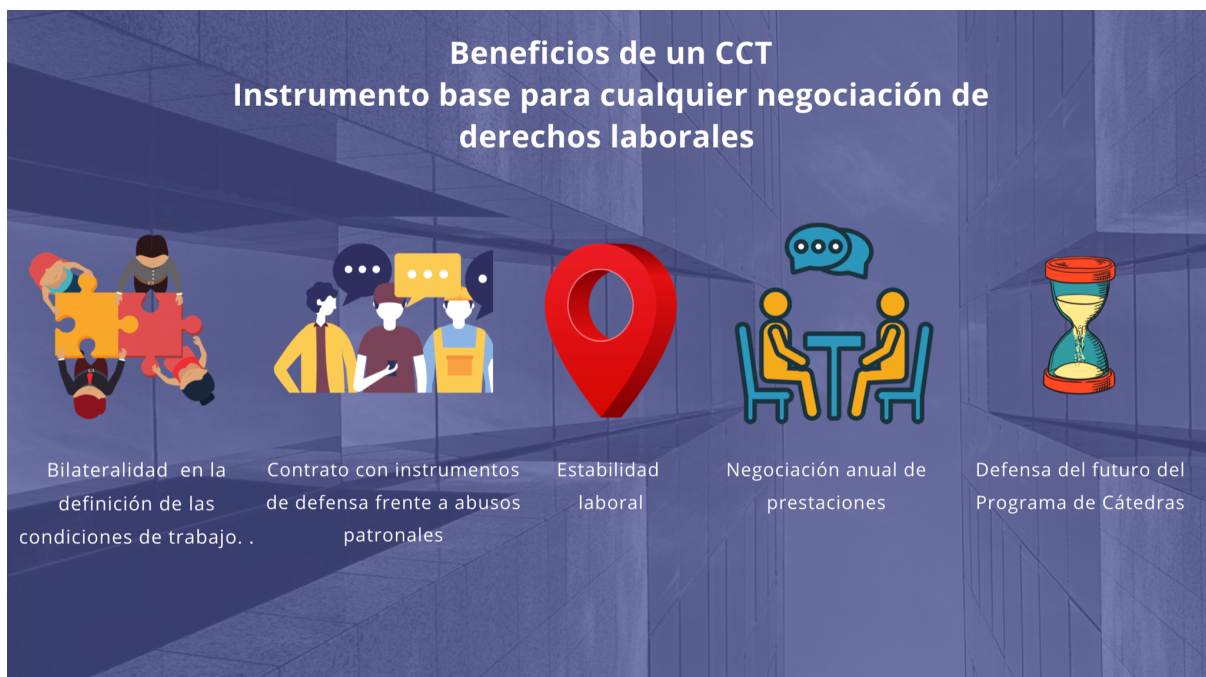 Beneficios de un CCT
Instrumento base para cualquier negociación de
derechos laborales
Bilateralidad  en la
definición de las
condiciones de trabajo. .
Contrato con instrumentos
de defensa frente a abusos
patronales
Estabilidad
laboral
Negociación anual de
prestaciones
Defensa del futuro del
Programa de Cátedras